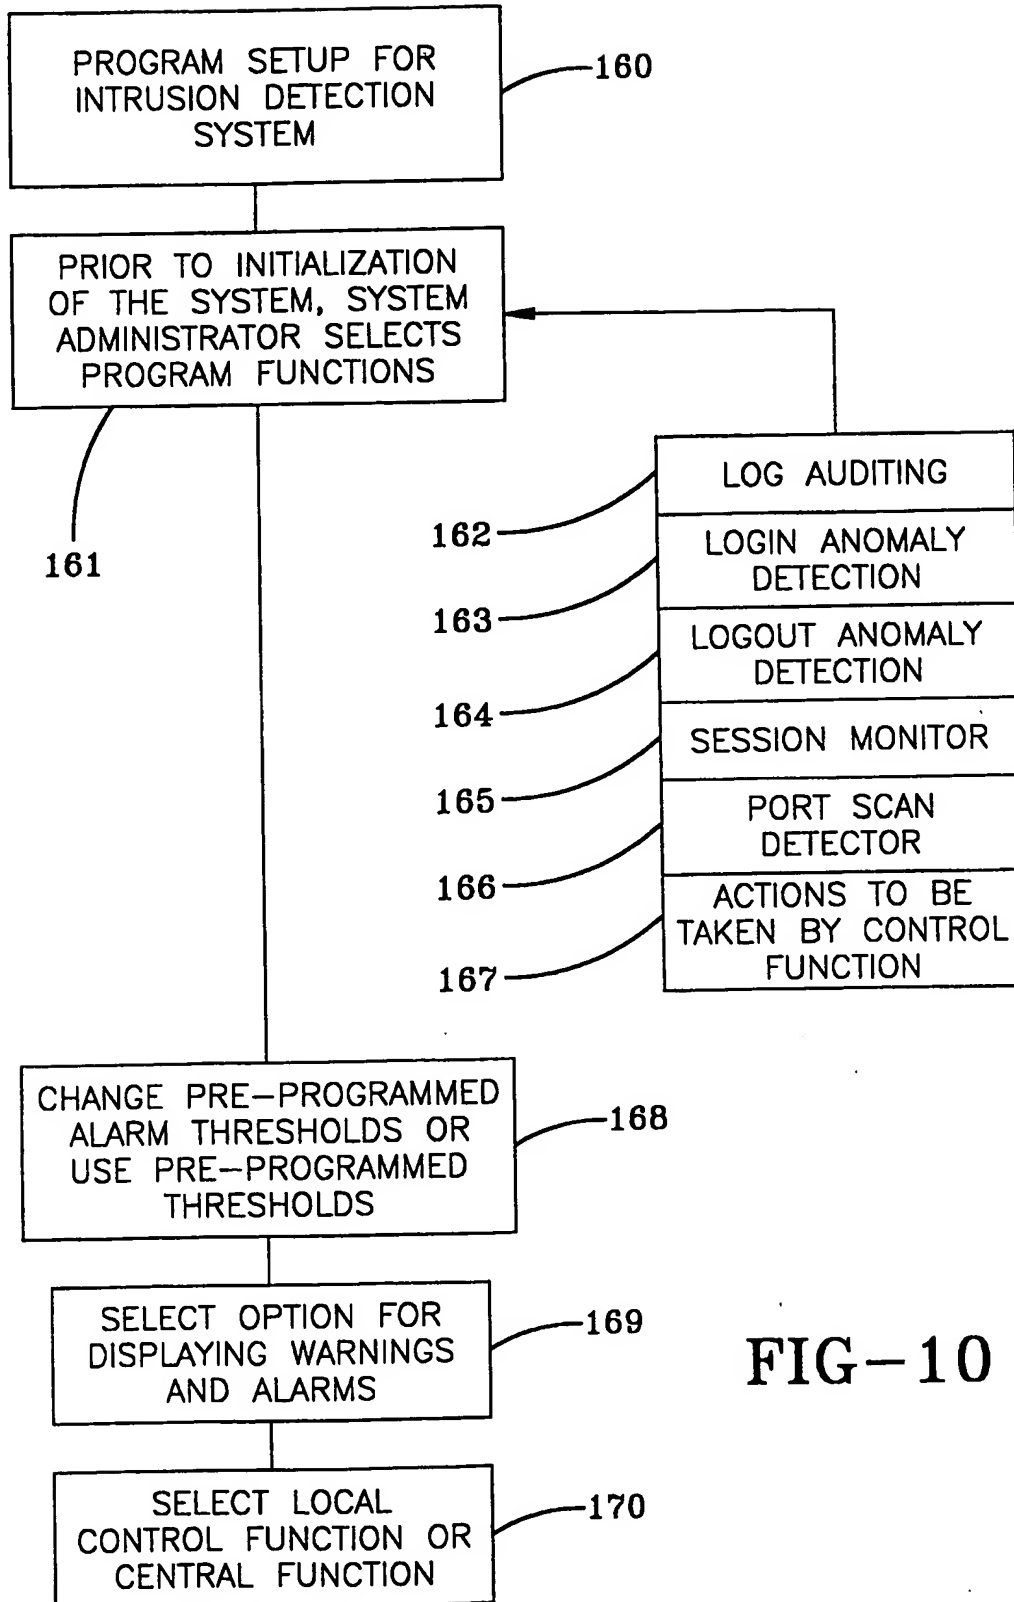 PROGRAM SETUP FOR
INTRUSION DETECTION
SYSTEM
160
PRIOR TO INITIALIZATION
OF THE SYSTEM, SYSTEM
ADMINISTRATOR SELECTS
PROGRAM FUNCTIONS
161
LOG AUDITING
162
LOGIN ANOMALY
DETECTION
163
LOGOUT ANOMALY
DETECTION
164
SESSION MONITOR
165
PORT SCAN
DETECTOR
166
ACTIONS TO BE
TAKEN BY CONTROL
FUNCTION
167
CHANGE PRE-PROGRAMMED
ALARM THRESHOLDS OR
USE PRE-PROGRAMMED
THRESHOLDS
168
SELECT OPTION FOR
DISPLAYING WARNINGS
AND ALARMS
169
FIG-10
SELECT LOCAL
CONTROL FUNCTION OR
CENTRAL FUNCTION
170